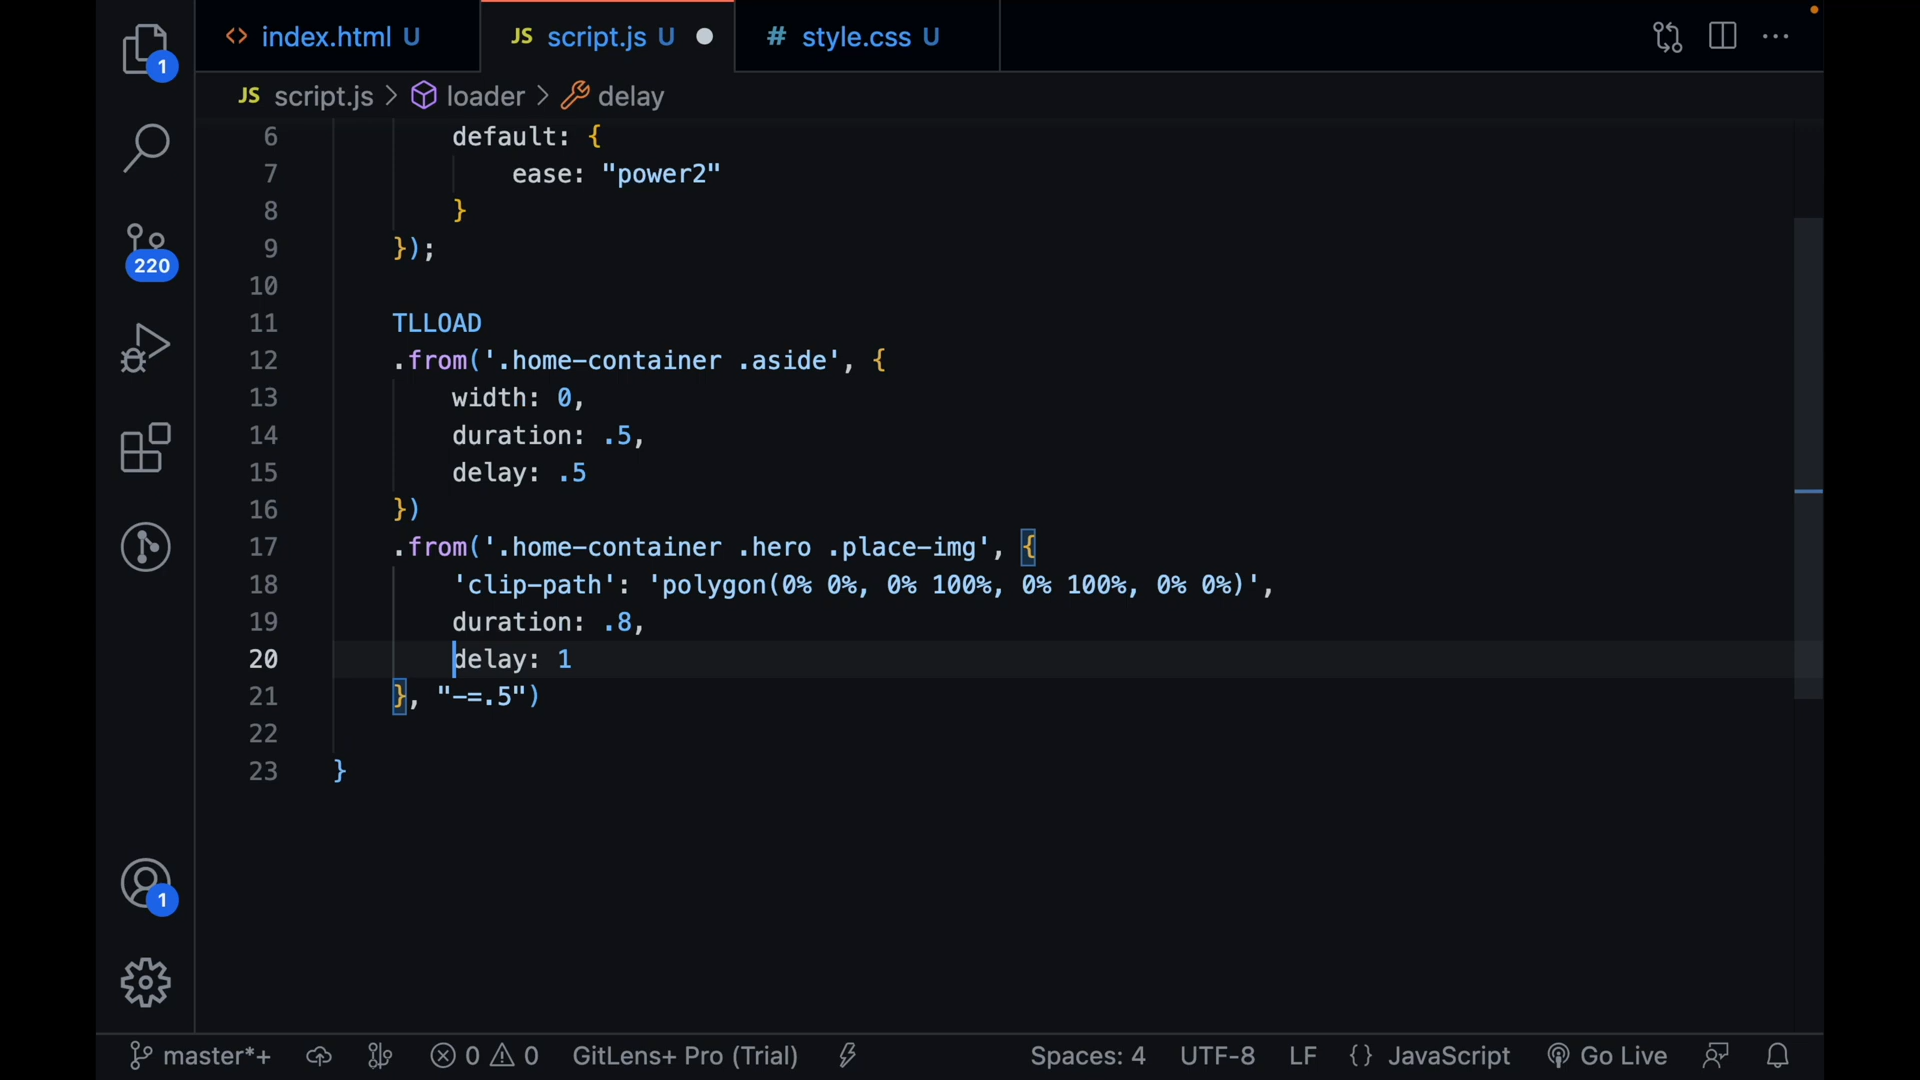 index.html U
JS script.js U
# style.css U
JS script.js > loader > delay
6 default: {
7 ease: "power2"
8 }
9 });
10
11 TLLOAD
12 .from('.home-container .aside', {
13 width: 0,
14 duration: .5,
15 delay: .5
16 })
17 .from('.home-container .hero .place-img', {
18 'clip-path': 'polygon(0% 0%, 0% 100%, 0% 100%, 0% 0%)',
19 duration: .8,
20 delay: 1
21 }, "-=.5")
22
23 }
1
220
1
master*+ 0 0 GitLens+ Pro (Trial) Spaces: 4 UTF-8 LF {} JavaScript Go Live